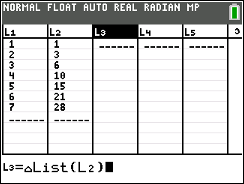 NORMAL FLOAT AUTO REAL RADIAN MP
L1 L2 L3 L4 L5 3
1 1 ------ ------ ------
2 3
3 6
4 10
5 15
6 21
7 28
------ ------
L3=△List(L2)